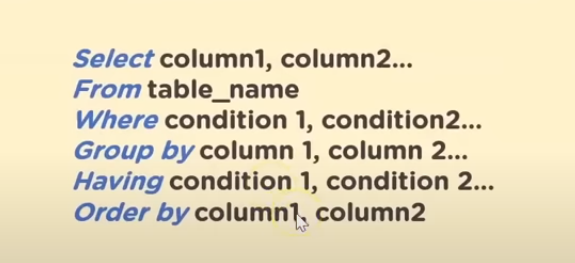 Select column1, column2...
From table_name
Where condition 1, condition2...
Group by column 1, column 2...
Having condition 1, condition 2...
Order by column1, column2